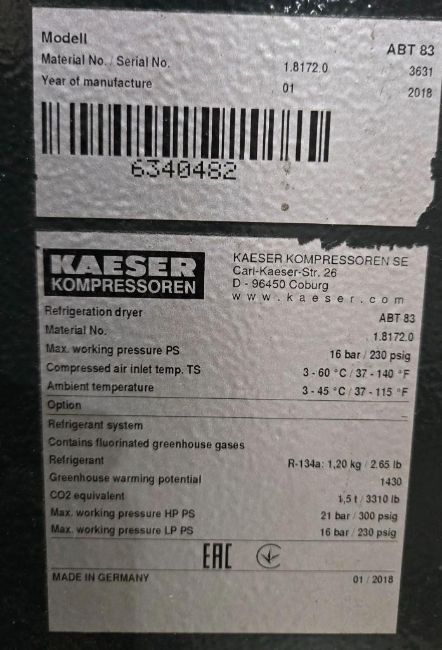 Modell ABT 83
Material No. / Serial No. 1.8172.0 3631
Year of manufacture 01 2018
6340482
KAESER
KOMPRESSOREN
KAESER KOMPRESSOREN SE
Carl-Kaeser-Str. 26
D - 96450 Coburg
www.kaeser.com
Refrigeration dryer ABT 83
Material No. 1.8172.0
Max. working pressure PS 16 bar / 230 psig
Compressed air inlet temp. TS 3 - 60 °C / 37 - 140 °F
Ambient temperature 3 - 45 °C / 37 - 115 °F
Option –
Refrigerant system
Contains fluorinated greenhouse gases
Refrigerant R-134a: 1,20 kg / 2.65 lb
Greenhouse warming potential 1430
CO2 equivalent 1,5 t / 3310 lb
Max. working pressure HP PS 21 bar / 300 psig
Max. working pressure LP PS 16 bar / 230 psig
EAC
MADE IN GERMANY 01 / 2018